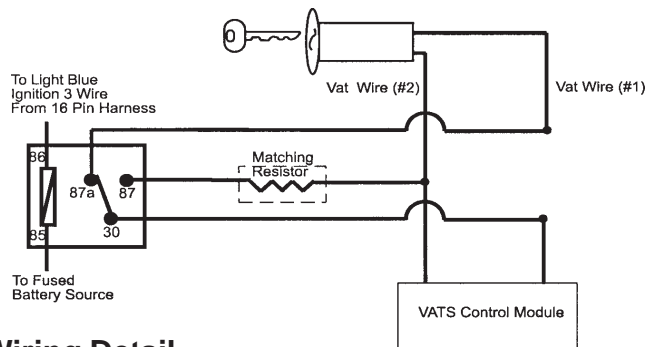 Vat Wire (#2)
Vat Wire (#1)
To Light Blue
Ignition 3 Wire
From 16 Pin Harness
86
87a
87
30
85
Matching
Resistor
To Fused
Battery Source
VATS Control Module
Wiring Detail